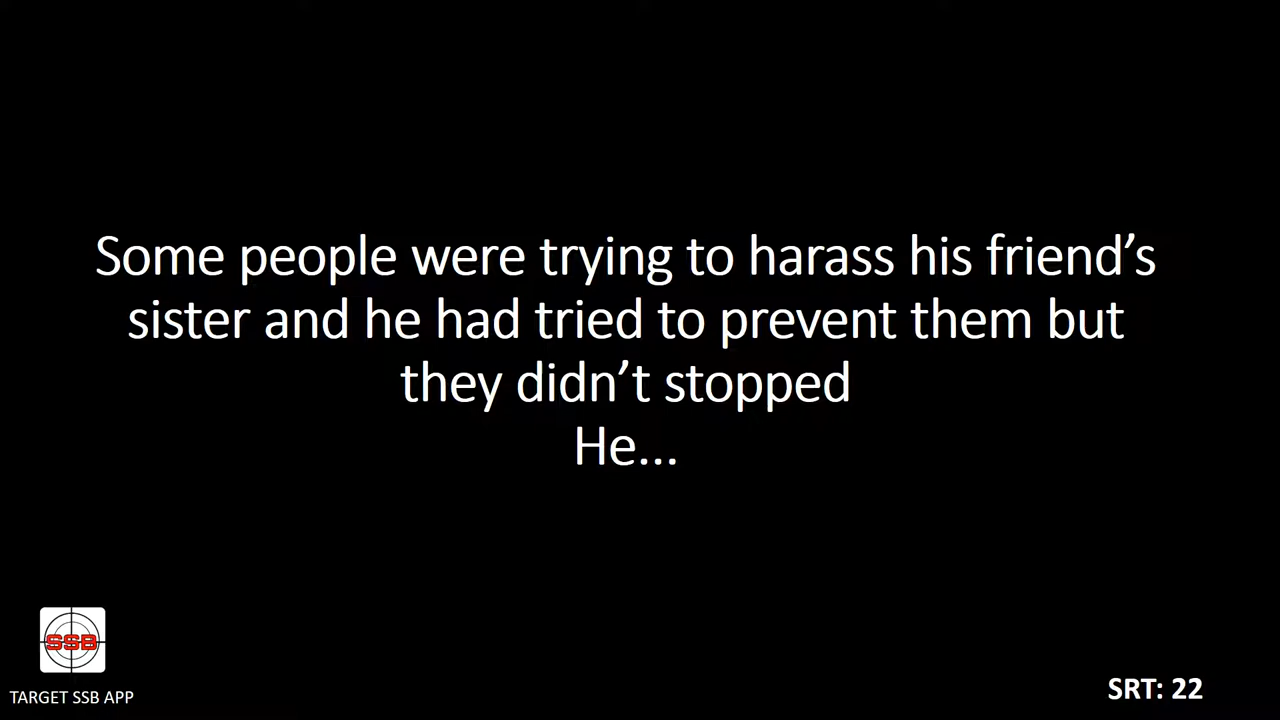 Some people were trying to harass his friend’s
sister and he had tried to prevent them but
they didn’t stopped
He...
SSB
TARGET SSB APP
SRT: 22